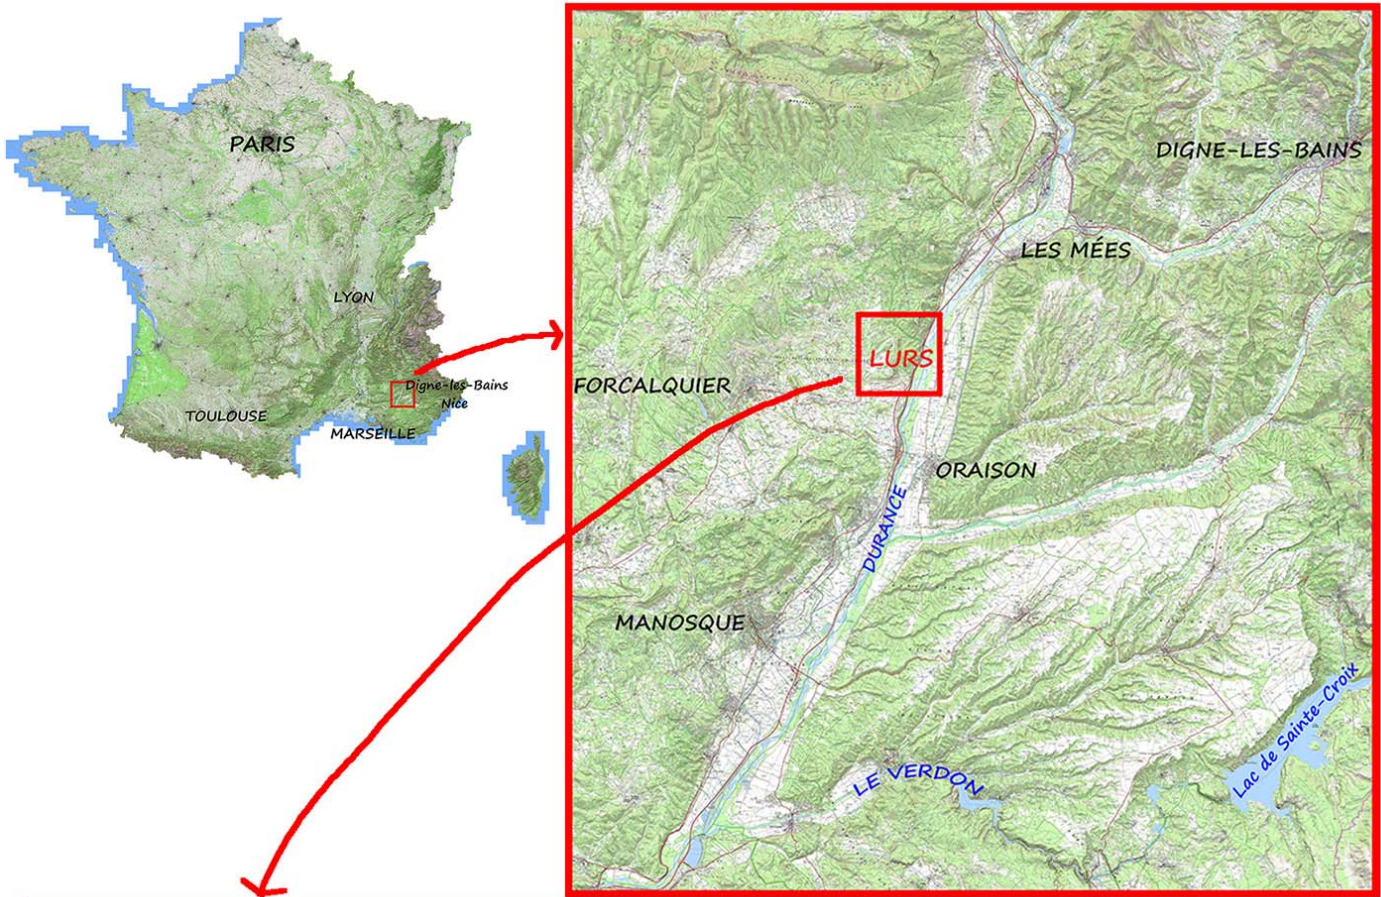 PARIS
LYON
Digne-les-Bains
Nice
TOULOUSE
MARSEILLE
DIGNE-LES-BAINS
LES MÉES
LURS
FORCALQUIER
ORAISON
DURANCE
MANOSQUE
LE VERDON
Lac de Sainte-Croix